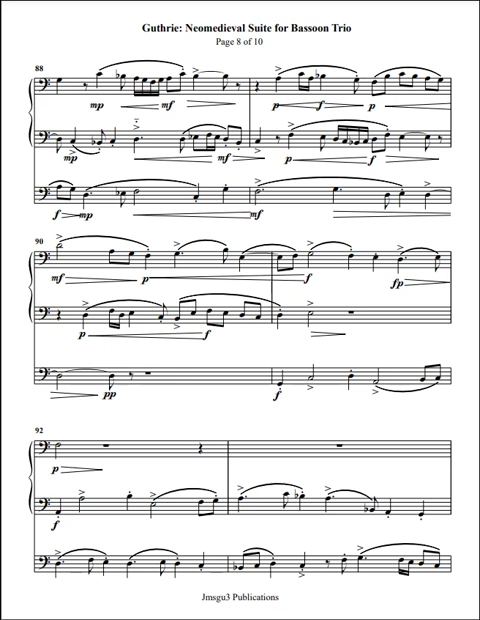 Guthrie: Neomedieval Suite for Bassoon Trio
Page 8 of 10
88
mp mf p f p
mp mf p f
f mp mf
90
mf p f fp
p f p
pp f
92
p
f
Jmsgu3 Publications